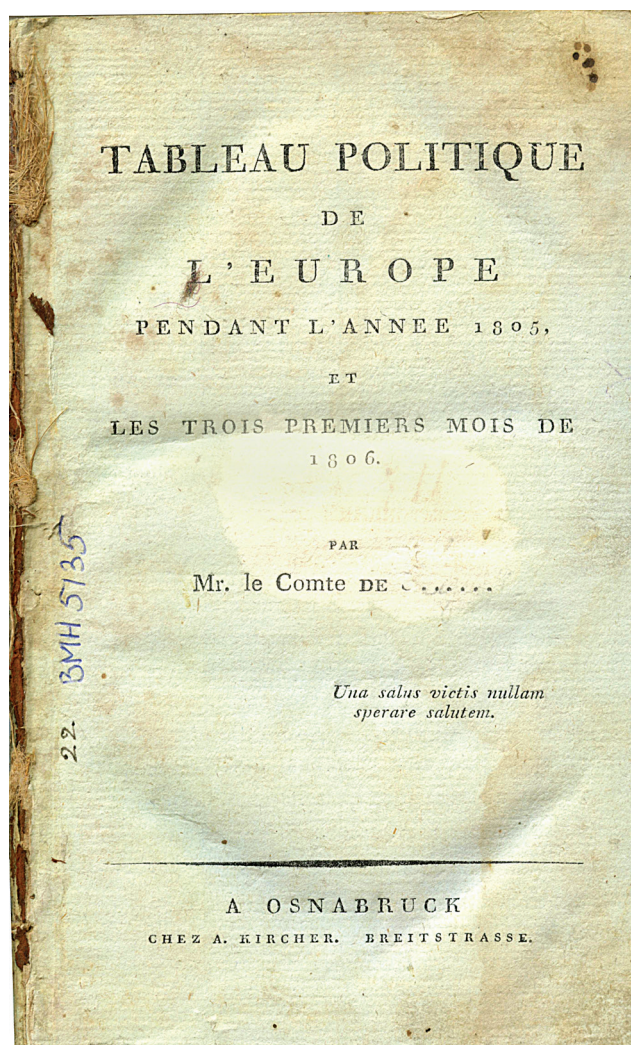 TABLEAU POLITIQUE
DE
L'EUROPE
PENDANT L'ANNEE 1805,
ET
LES TROIS PREMIERS MOIS DE
1806.
PAR
Mr. le Comte DE .......
Una salus victis nullam
sperare salutem.
A OSNABRUCK
CHEZ A. KIRCHER. BREITSTRASSE.
22. BMH 5135